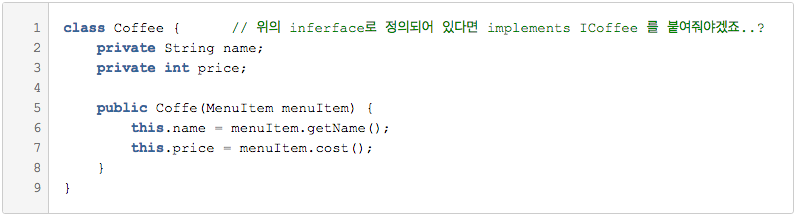 1 class Coffee {      // 위의 inferface로 정의되어 있다면 implements ICoffee 를 붙여줘야겠죠..?
2     private String name;
3     private int price;
4
5     public Coffe(MenuItem menuItem) {
6         this.name = menuItem.getName();
7         this.price = menuItem.cost();
8     }
9 }